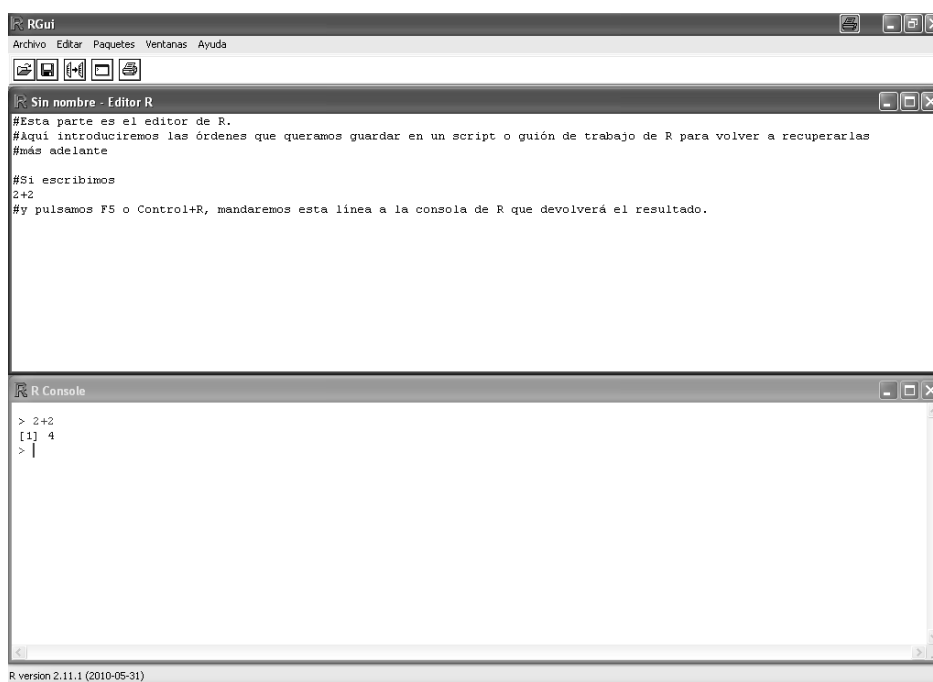 RGui
Archivo Editar Paquetes Ventanas Ayuda
Sin nombre - Editor R
#Esta parte es el editor de R.
#Aquí introduciremos las órdenes que queramos guardar en un script o guión de trabajo de R para volver a recuperarlas
#más adelante
#Si escribimos
2+2
#y pulsamos F5 o Control+R, mandaremos esta línea a la consola de R que devolverá el resultado.
R Console
> 2+2
[1] 4
>
R version 2.11.1 (2010-05-31)